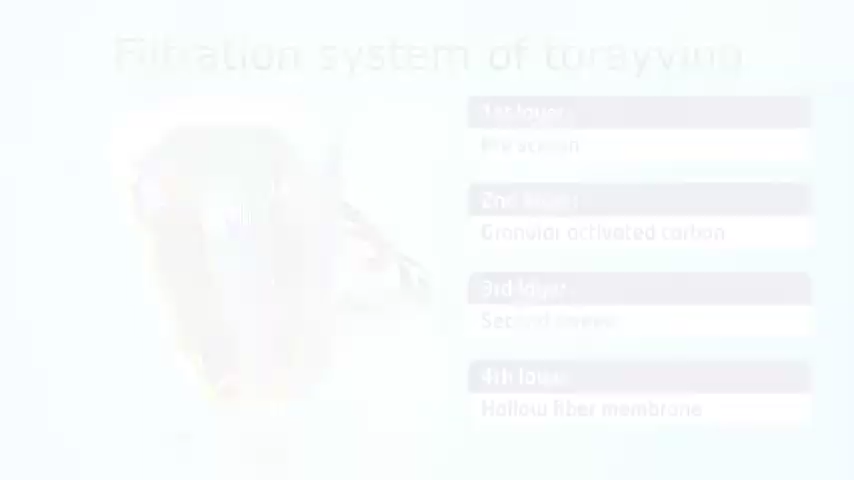 Filtration system of torayvino
1st layer
Pre screen
2nd layer
Granular activated carbon
3rd layer
Second screen
4th layer
Hollow fiber membrane